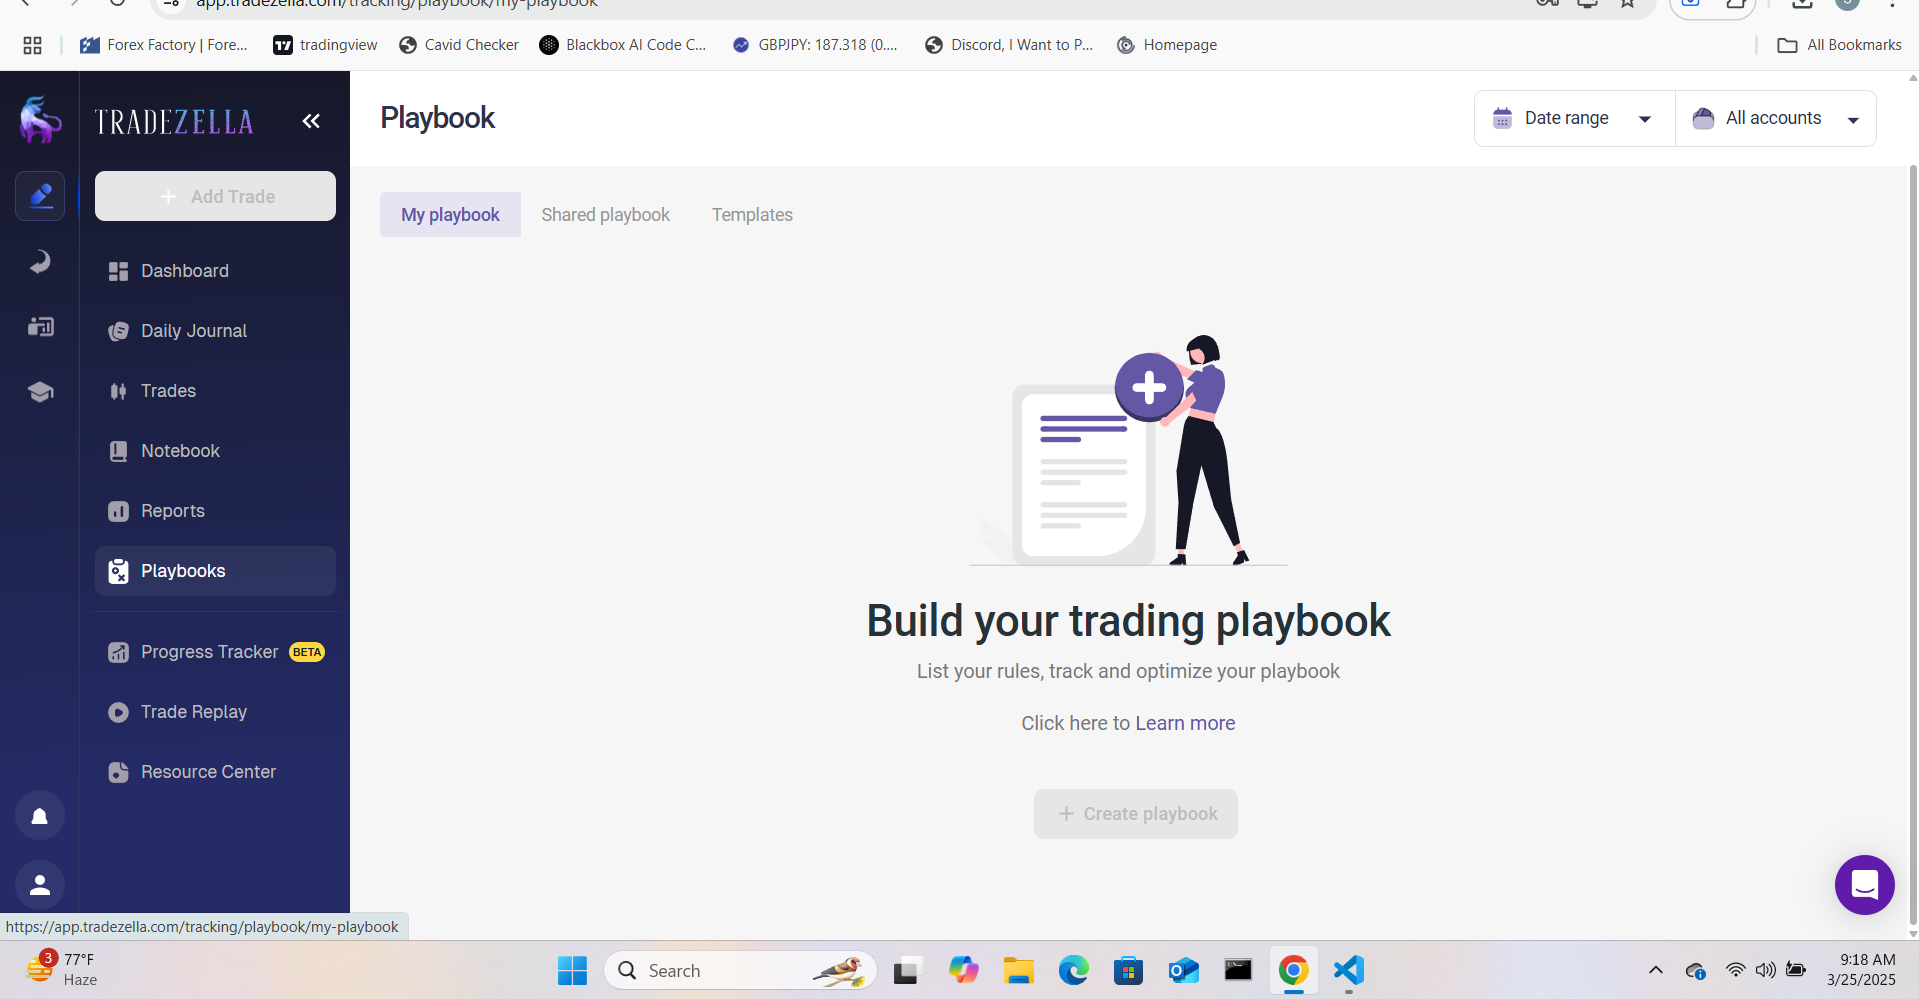 app.tradezella.com/tracking/playbook/my-playbook
Forex Factory | Fore...
tradingview
Cavid Checker
Blackbox AI Code C...
GBPJPY: 187.318 (0....
Discord, I Want to P...
Homepage
All Bookmarks
TRADEZELLA
Playbook
Date range
All accounts
Add Trade
My playbook
Shared playbook
Templates
Dashboard
Daily Journal
Trades
Notebook
Reports
Playbooks
Progress Tracker BETA
Trade Replay
Resource Center
Build your trading playbook
List your rules, track and optimize your playbook
Click here to Learn more
+ Create playbook
https://app.tradezella.com/tracking/playbook/my-playbook
3
77°F
Haze
Search
9:18 AM
3/25/2025